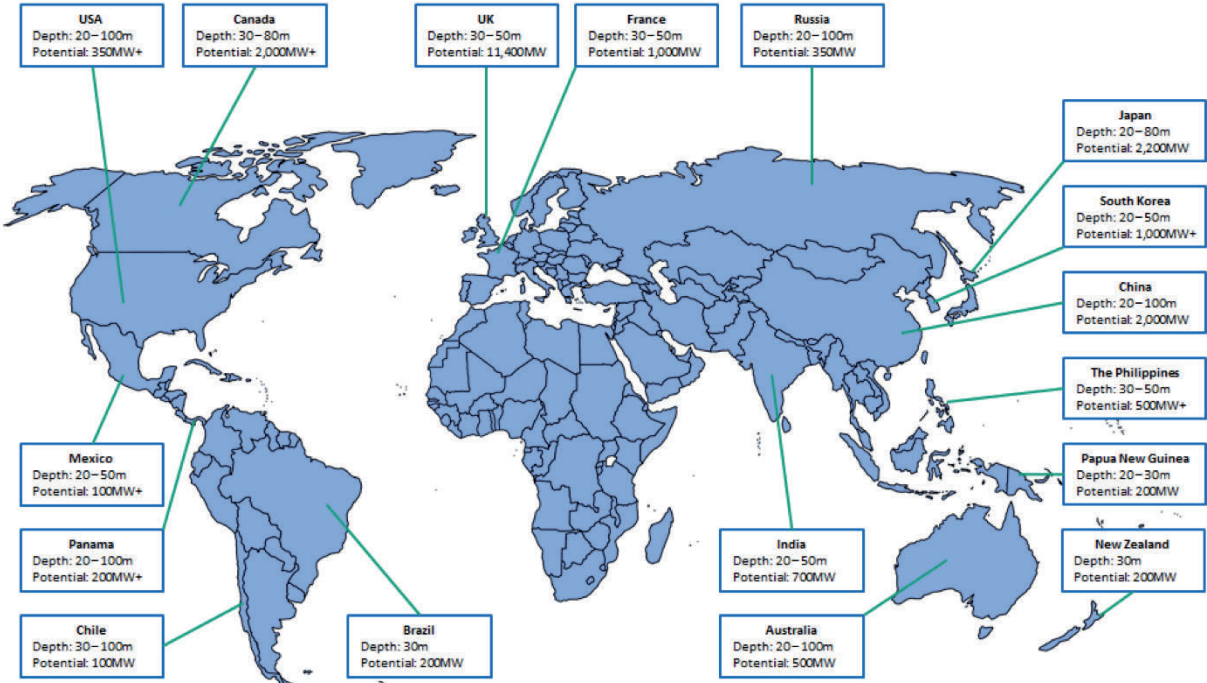 USA
Depth: 20–100m
Potential: 350MW+
Canada
Depth: 30–80m
Potential: 2,000MW+
UK
Depth: 30–50m
Potential: 11,400MW
France
Depth: 30–50m
Potential: 1,000MW
Russia
Depth: 20–100m
Potential: 350MW
Japan
Depth: 20–80m
Potential: 2,200MW
South Korea
Depth: 20–50m
Potential: 1,000MW+
China
Depth: 20–100m
Potential: 2,000MW
The Philippines
Depth: 30–50m
Potential: 500MW+
Mexico
Depth: 20–50m
Potential: 100MW+
Papua New Guinea
Depth: 20–30m
Potential: 200MW
Panama
Depth: 20–100m
Potential: 200MW+
India
Depth: 20–50m
Potential: 700MW
New Zealand
Depth: 30m
Potential: 200MW
Chile
Depth: 30–100m
Potential: 100MW
Brazil
Depth: 30m
Potential: 200MW
Australia
Depth: 20–100m
Potential: 500MW